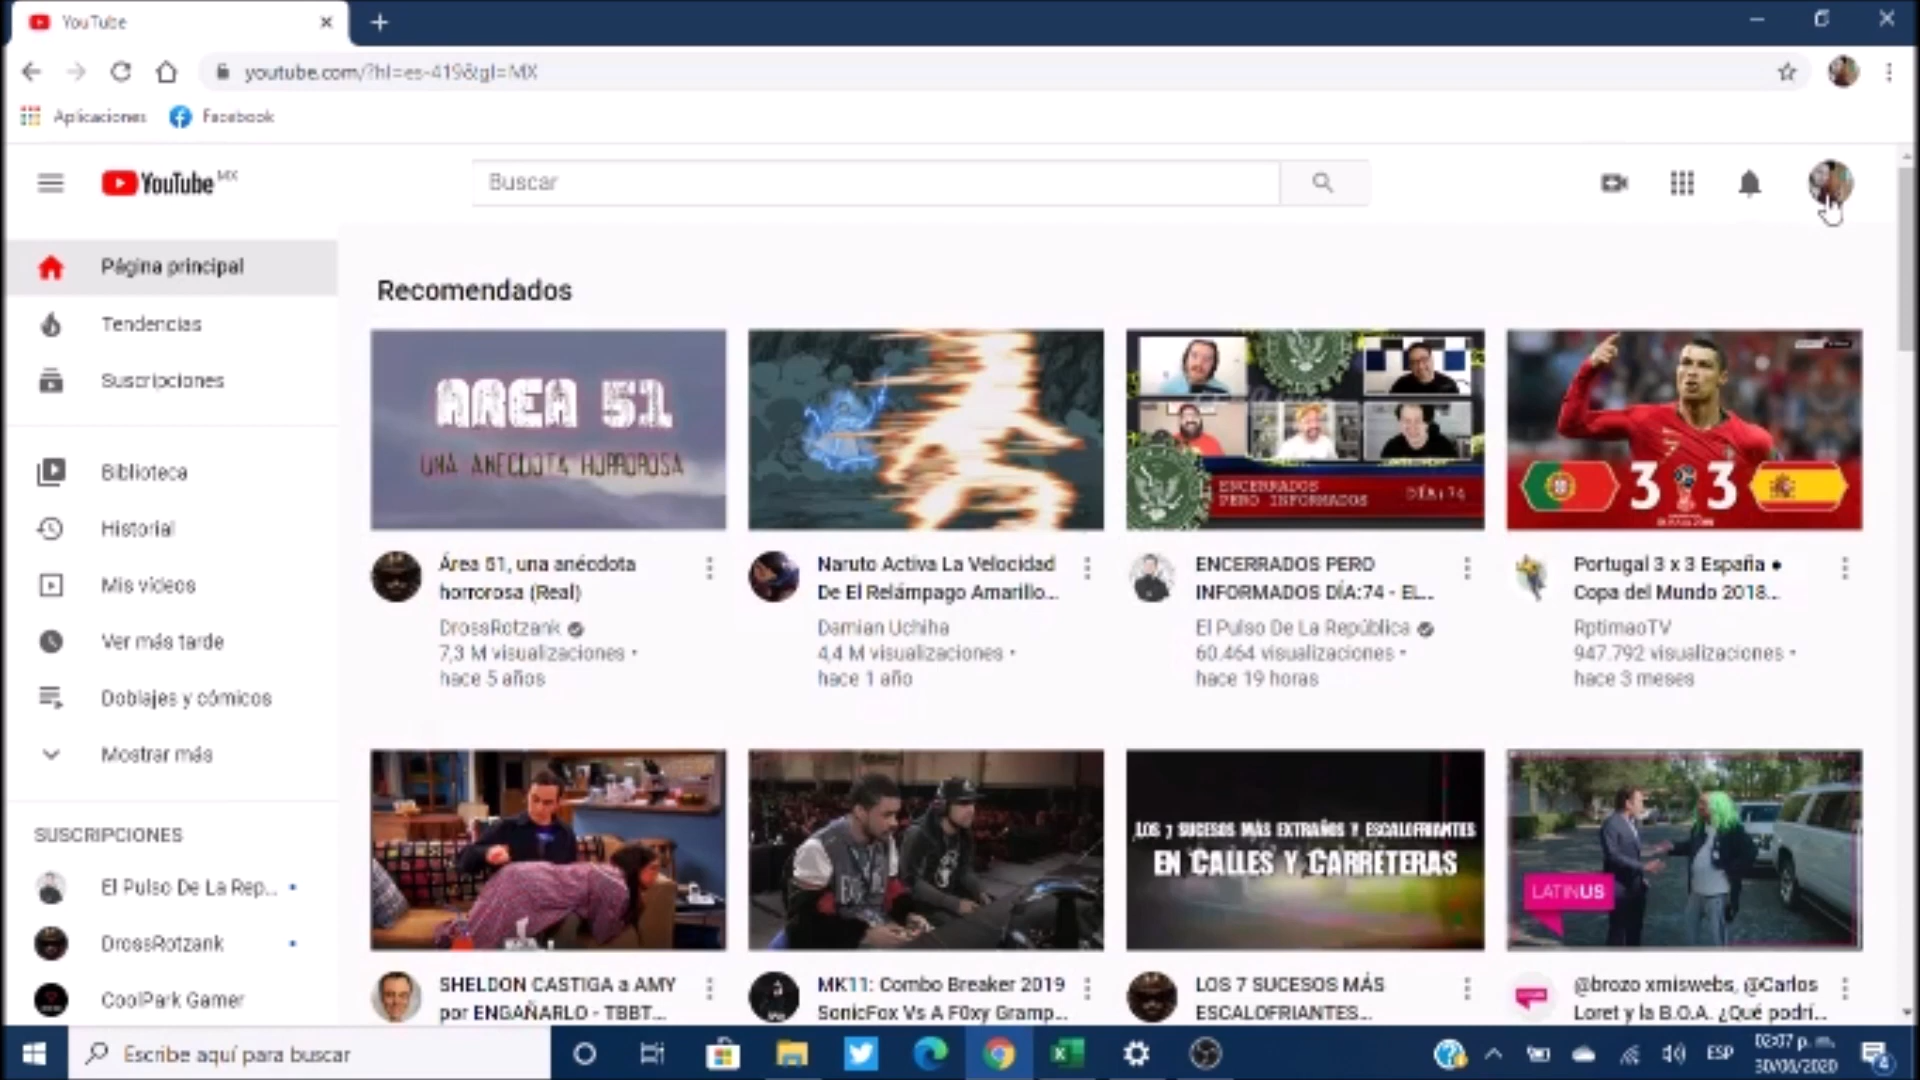 YouTube
youtube.com/?hl=es-419&gl=MX
Aplicaciones
Facebook
YouTube MX
Buscar
Página principal
Tendencias
Suscripciones
Biblioteca
Historial
Mis vídeos
Ver más tarde
Doblajes y cómicos
Mostrar más
SUSCRIPCIONES
El Pulso De La Rep...
DrossRotzank
CoolPark Gamer
Recomendados
AREA 51
UNA ANECDOTA HORROROSA
Área 51, una anécdota
horrorosa (Real)
DrossRotzank
7,3 M visualizaciones •
hace 5 años
Naruto Activa La Velocidad
De El Relámpago Amarillo...
Damian Uchiha
4,4 M visualizaciones •
hace 1 año
ENCERRADOS
PERO INFORMADOS
DÍA:74
ENCERRADOS PERO
INFORMADOS DÍA:74 - EL...
El Pulso De La República
60.464 visualizaciones •
hace 19 horas
3 3
Portugal 3 x 3 España ●
Copa del Mundo 2018...
RptimaoTV
947.792 visualizaciones •
hace 3 meses
SHELDON CASTIGA a AMY
por ENGAÑARLO - TBBT...
MK11: Combo Breaker 2019
SonicFox Vs A F0xy Gramp...
LOS 7 SUCESOS MÁS EXTRAÑOS Y ESCALOFRIANTES
EN CALLES Y CARRETERAS
LOS 7 SUCESOS MÁS
ESCALOFRIANTES...
LATINUS
@brozo xmiswebs, @Carlos
Loret y la B.O.A. ¿Qué podrí...
Escribe aquí para buscar
ESP
02:07 p. m.
30/06/2020
4